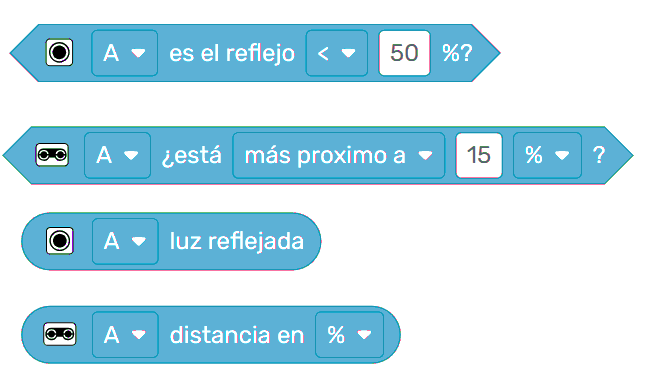 A es el reflejo < 50 %?
A ¿está más proximo a 15 % ?
A luz reflejada
A distancia en %